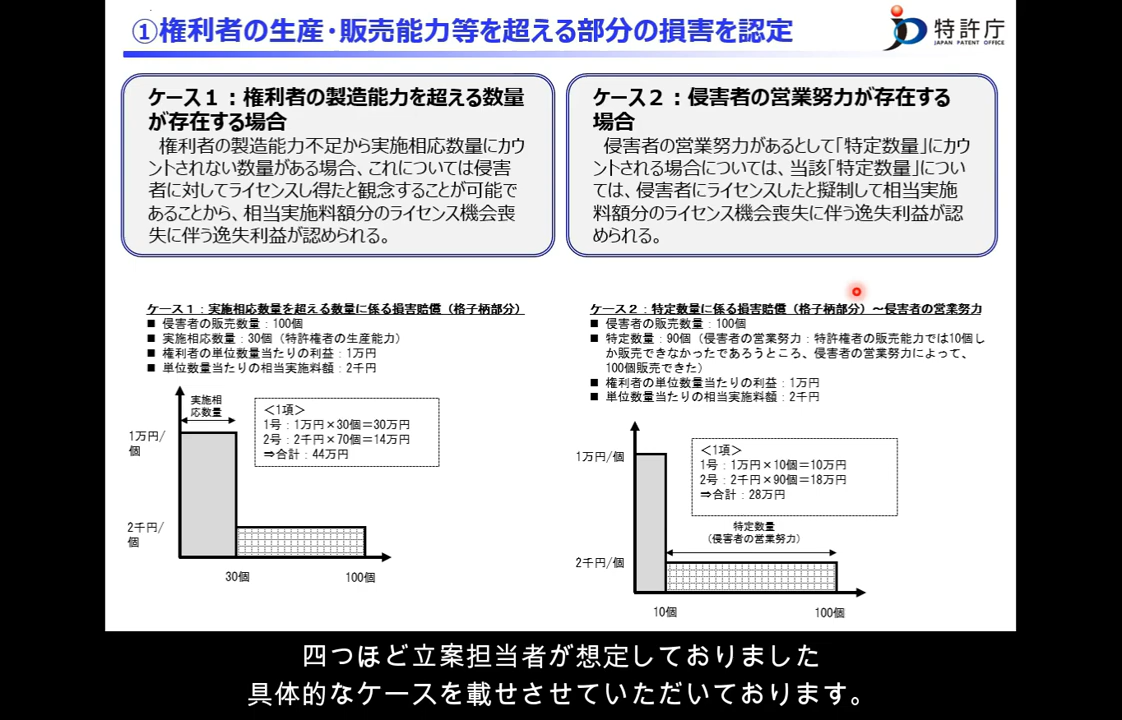 ①権利者の生産・販売能力等を超える部分の損害を認定
特許庁
JAPAN PATENT OFFICE
ケース１：権利者の製造能力を超える数量
が存在する場合
権利者の製造能力不足から実施相応数量にカウ
ントされない数量がある場合、これについては侵害
者に対してライセンスし得たと観念することが可能で
あることから、相当実施料額分のライセンス機会喪
失に伴う逸失利益が認められる。
ケース２：侵害者の営業努力が存在する
場合
侵害者の営業努力があるとして「特定数量」にカウ
ントされる場合については、当該「特定数量」につい
ては、侵害者にライセンスしたと擬制して相当実施
料額分のライセンス機会喪失に伴う逸失利益が認
められる。
ケース１：実施相応数量を超える数量に係る損害賠償（格子柄部分）
■ 侵害者の販売数量：100個
■ 実施相応数量：30個（特許権者の生産能力）
■ 権利者の単位数量当たりの利益：1万円
■ 単位数量当たりの相当実施料額：2千円
実施相
応数量
＜1項＞
1号：1万円×30個＝30万円
2号：2千円×70個＝14万円
⇒合計：44万円
1万円/
個
2千円/
個
30個
100個
ケース２：特定数量に係る損害賠償（格子柄部分）～侵害者の営業努力
■ 侵害者の販売数量：100個
■ 特定数量：90個（侵害者の営業努力：特許権者の販売能力では10個し
か販売できなかったであろうところ、侵害者の営業努力によって、
100個販売できた）
■ 権利者の単位数量当たりの利益：1万円
■ 単位数量当たりの相当実施料額：2千円
＜1項＞
1号：1万円×10個＝10万円
2号：2千円×90個＝18万円
⇒合計：28万円
1万円/個
特定数量
（侵害者の営業努力）
2千円/個
10個
100個
四つほど立案担当者が想定しておりました
具体的なケースを載せさせていただいております。